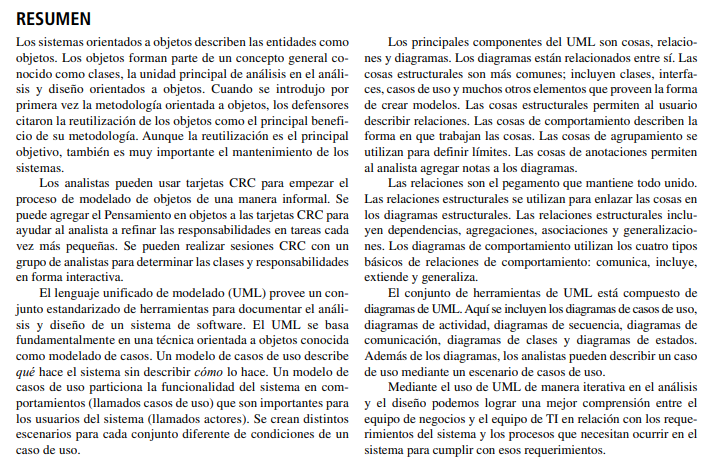 RESUMEN
Los sistemas orientados a objetos describen las entidades como
objetos. Los objetos forman parte de un concepto general co-
nocido como clases, la unidad principal de análisis en el análi-
sis y diseño orientados a objetos. Cuando se introdujo por
primera vez la metodología orientada a objetos, los defensores
citaron la reutilización de los objetos como el principal benefi-
cio de su metodología. Aunque la reutilización es el principal
objetivo, también es muy importante el mantenimiento de los
sistemas.
Los analistas pueden usar tarjetas CRC para empezar el
proceso de modelado de objetos de una manera informal. Se
puede agregar el Pensamiento en objetos a las tarjetas CRC para
ayudar al analista a refinar las responsabilidades en tareas cada
vez más pequeñas. Se pueden realizar sesiones CRC con un
grupo de analistas para determinar las clases y responsabilidades
en forma interactiva.
El lenguaje unificado de modelado (UML) provee un con-
junto estandarizado de herramientas para documentar el análi-
sis y diseño de un sistema de software. El UML se basa
fundamentalmente en una técnica orientada a objetos conocida
como modelado de casos. Un modelo de casos de uso describe
qué hace el sistema sin describir cómo lo hace. Un modelo de
casos de uso particiona la funcionalidad del sistema en com-
portamientos (llamados casos de uso) que son importantes para
los usuarios del sistema (llamados actores). Se crean distintos
escenarios para cada conjunto diferente de condiciones de un
caso de uso.
Los principales componentes del UML son cosas, relacio-
nes y diagramas. Los diagramas están relacionados entre sí. Las
cosas estructurales son más comunes; incluyen clases, interfa-
ces, casos de uso y muchos otros elementos que proveen la forma
de crear modelos. Las cosas estructurales permiten al usuario
describir relaciones. Las cosas de comportamiento describen la
forma en que trabajan las cosas. Las cosas de agrupamiento se
utilizan para definir límites. Las cosas de anotaciones permiten
al analista agregar notas a los diagramas.
Las relaciones son el pegamento que mantiene todo unido.
Las relaciones estructurales se utilizan para enlazar las cosas en
los diagramas estructurales. Las relaciones estructurales inclu-
yen dependencias, agregaciones, asociaciones y generalizacio-
nes. Los diagramas de comportamiento utilizan los cuatro tipos
básicos de relaciones de comportamiento: comunica, incluye,
extiende y generaliza.
El conjunto de herramientas de UML está compuesto de
diagramas de UML. Aquí se incluyen los diagramas de casos de uso,
diagramas de actividad, diagramas de secuencia, diagramas de
comunicación, diagramas de clases y diagramas de estados.
Además de los diagramas, los analistas pueden describir un caso
de uso mediante un escenario de casos de uso.
Mediante el uso de UML de manera iterativa en el análisis
y el diseño podemos lograr una mejor comprensión entre el
equipo de negocios y el equipo de TI en relación con los reque-
rimientos del sistema y los procesos que necesitan ocurrir en el
sistema para cumplir con esos requerimientos.